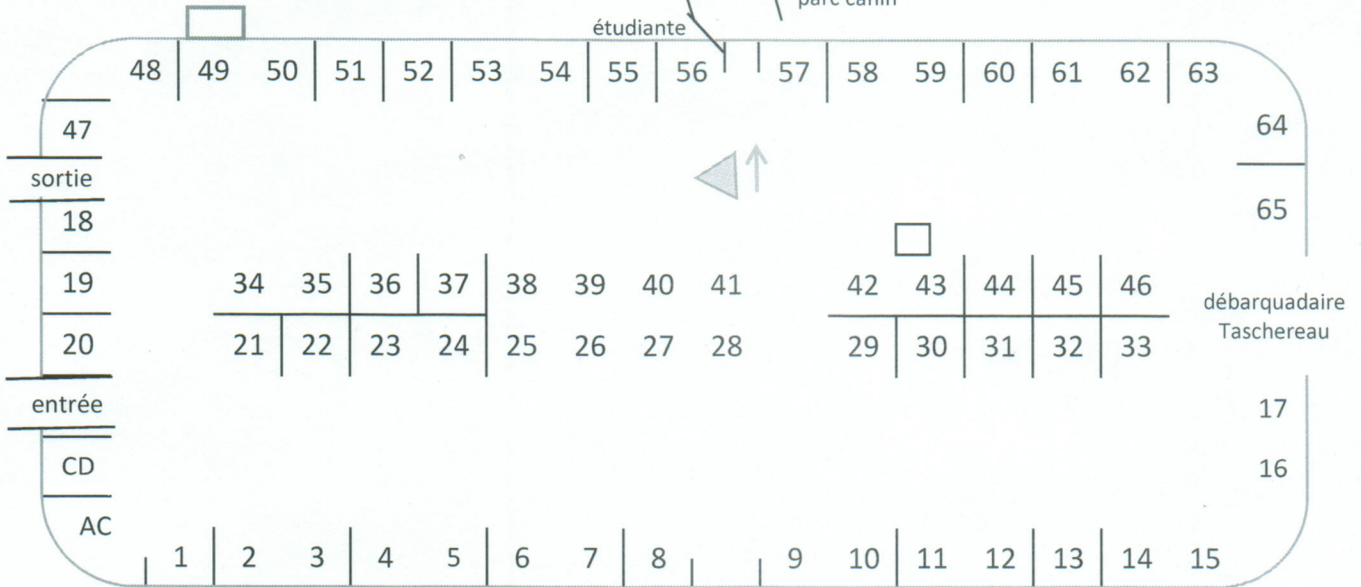 parc canin
étudiante
48 49 50 51 52 53 54 55 56 57 58 59 60 61 62 63
47
64
sortie
18
65
19
34 35 36 37 38 39 40 41 42 43 44 45 46
débarquadaire
Taschereau
20
21 22 23 24 25 26 27 28 29 30 31 32 33
entrée
17
CD
16
AC
1 2 3 4 5 6 7 8 9 10 11 12 13 14 15